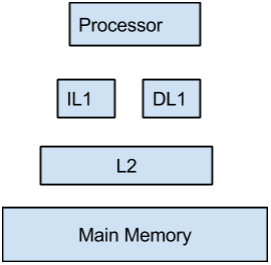 Processor
IL1 DL1
L2
Main Memory